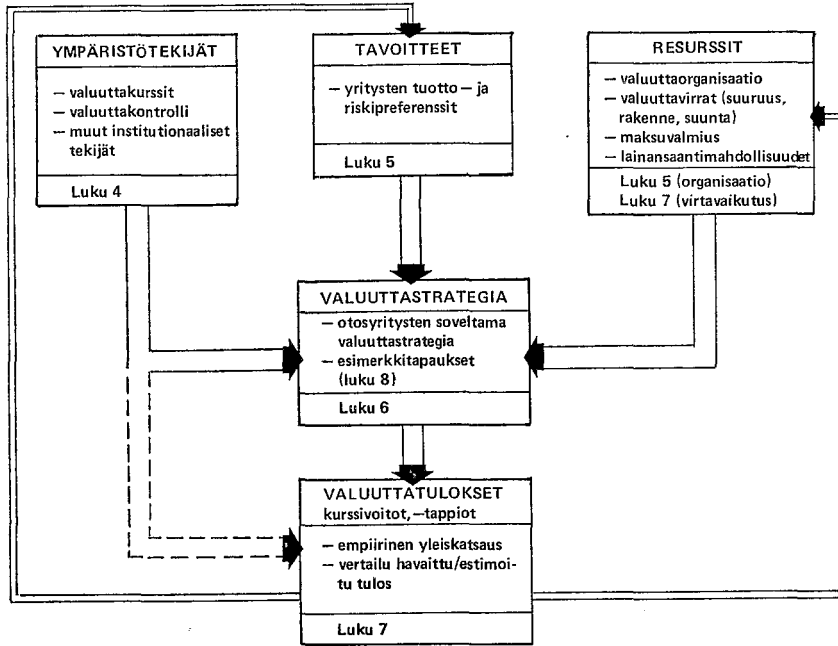 YMPÄRISTÖTEKIJÄT
— valuuttakurssit
— valuuttakontrolli
— muut institutionaaliset
tekijät
Luku 4
TAVOITTEET
— yritysten tuotto — ja
riskipreferenssit
Luku 5
RESURSSIT
— valuuttaorganisaatio
— valuuttavirrat (suuruus,
rakenne, suunta)
— maksuvalmius
— lainansaantimahdollisuudet
Luku 5 (organisaatio)
Luku 7 (virtavaikutus)
VALUUTTASTRATEGIA
— otosyritysten soveltama
valuuttastrategia
— esimerkkitapaukset
(luku 8)
Luku 6
VALUUTTATULOKSET
kurssivoitot, —tappiot
— empiirinen yleiskatsaus
— vertailu havaittu/estimoi-
tu tulos
Luku 7